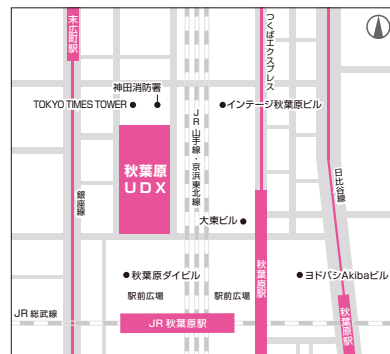 末広町駅
つくばエクスプレス
神田消防署
TOKYO TIMES TOWER
インテージ秋葉原ビル
JR山手線・京浜東北線
秋葉原
UDX
銀座線
日比谷線
大東ビル
秋葉原駅
秋葉原ダイビル
ヨドバシAkibaビル
駅前広場
駅前広場
秋葉原駅
JR 総武線
JR 秋葉原駅